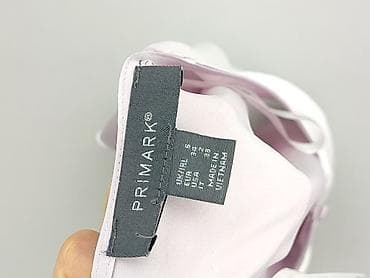 PRIMARK®
UK/IRL 6
EUR 34
USA 2
IT 38
MADE IN
VIETNAM